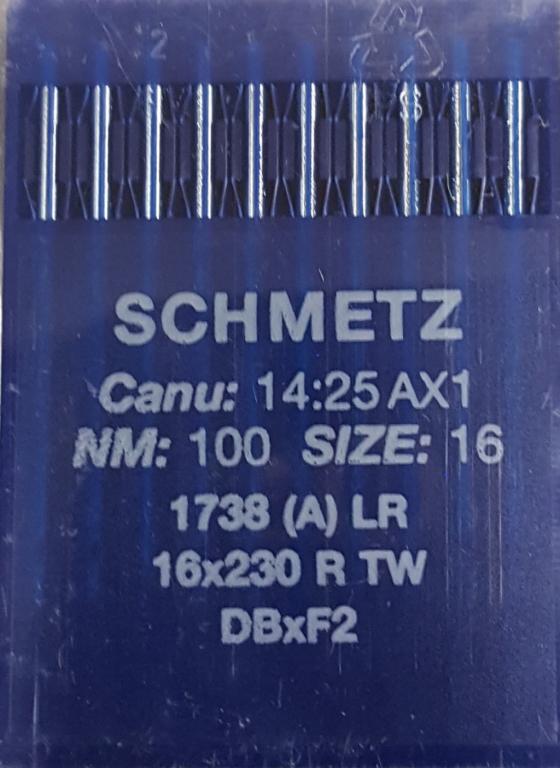 SCHMETZ
Canu: 14:25 AX1
NM: 100 SIZE: 16
1738 (A) LR
16x230 R TW
DBxF2